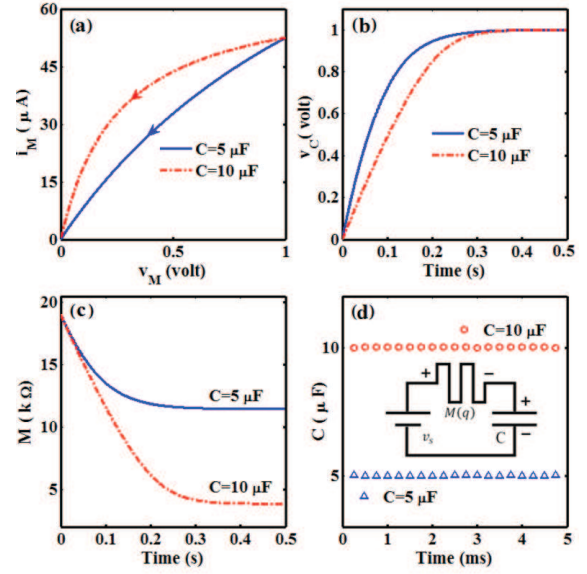 (a)
60
45
30
15
0
i_M ( μ A)
C=5 μF
C=10 μF
0 0.5 1
v_M (volt)
(b)
1
0.8
0.6
0.4
0.2
0
v_C( volt)
C=5 μF
C=10 μF
0 0.1 0.2 0.3 0.4 0.5
Time (s)
(c)
20
15
10
5
M ( k Ω)
C=5 μF
C=10 μF
0 0.1 0.2 0.3 0.4 0.5
Time (s)
(d)
C=10 μF
10
5
C ( μ F)
+ − +
M(q)
v_s C
−
C=5 μF
0 1 2 3 4 5
Time (ms)